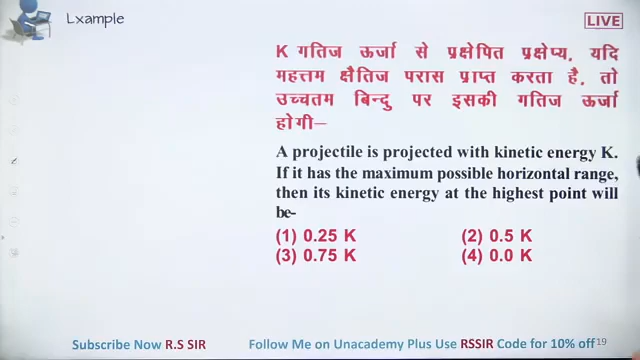 Lxample
LIVE
K गतिज ऊर्जा से प्रक्षेपित प्रक्षेप्य, यदि
महत्तम क्षैतिज परास प्राप्त करता है, तो
उच्चतम बिन्दु पर इसकी गतिज ऊर्जा
होगी–
A projectile is projected with kinetic energy K.
If it has the maximum possible horizontal range,
then its kinetic energy at the highest point will
be-
(1) 0.25 K (2) 0.5 K
(3) 0.75 K (4) 0.0 K
Subscribe Now R.S SIR Follow Me on Unacademy Plus Use RSSIR Code for 10% off 19